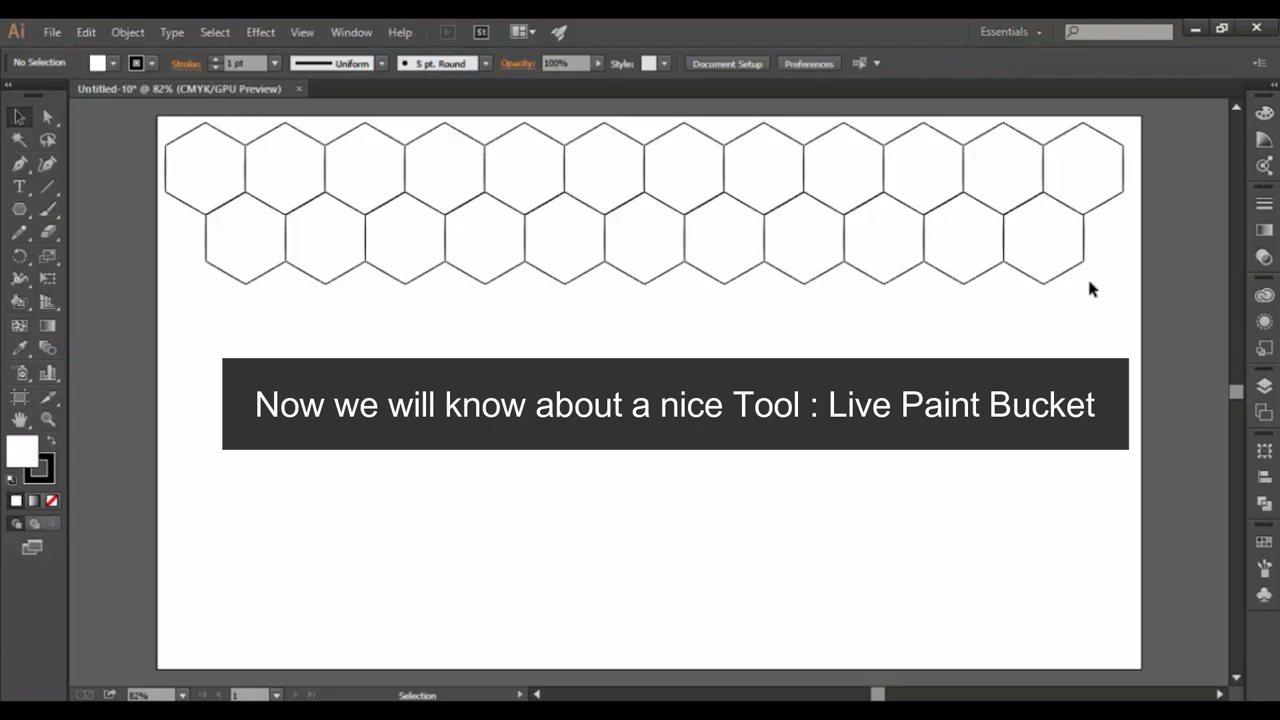 Ai File Edit Object Type Select Effect View Window Help Br St Essentials
No Selection Stroke: 1 pt Uniform 5 pt. Round Opacity: 100% Style: Document Setup Preferences
Untitled-10* @ 82% (CMYK/GPU Preview) ×
Now we will know about a nice Tool : Live Paint Bucket
82% 1 Selection